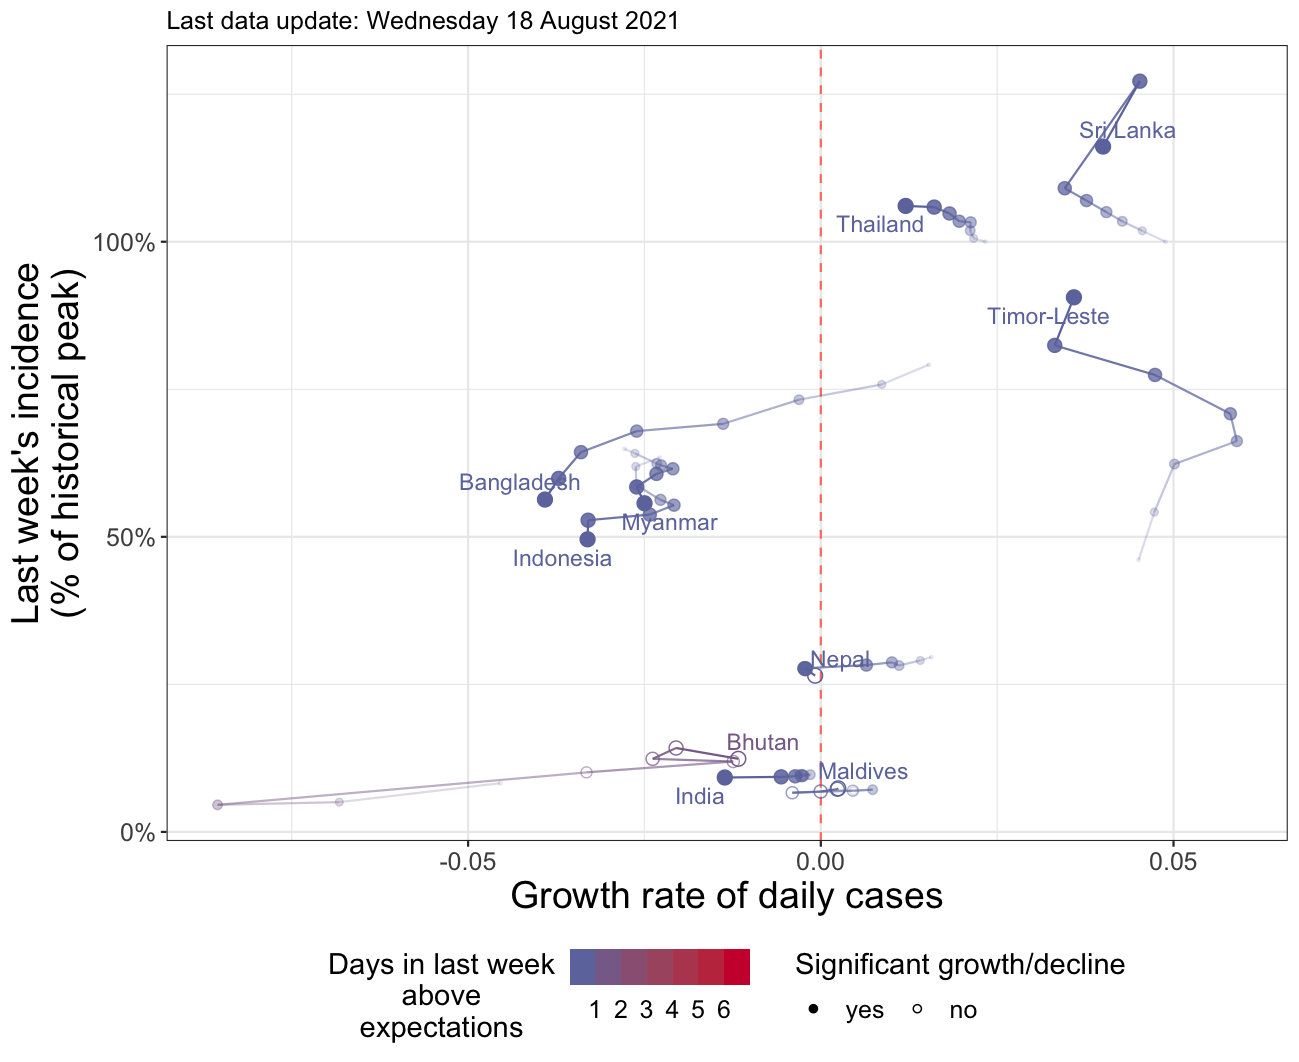 Last data update: Wednesday 18 August 2021
Last week's incidence
(% of historical peak)
100%
50%
0%
Sri Lanka
Thailand
Timor-Leste
Bangladesh
Myanmar
Indonesia
Nepal
Bhutan
Maldives
India
-0.05
0.00
0.05
Growth rate of daily cases
Days in last week
above
expectations
1 2 3 4 5 6
Significant growth/decline
yes no